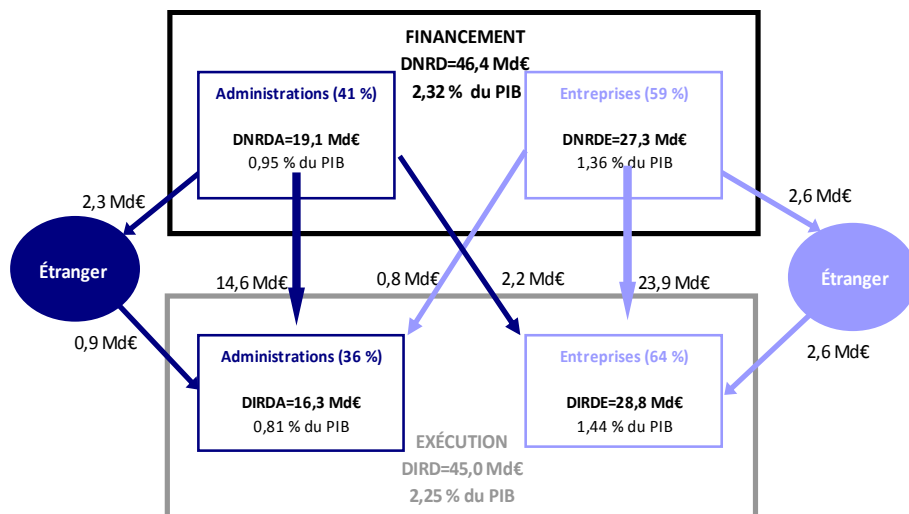 FINANCEMENT
DNRD=46,4 Md€
2,32 % du PIB
Administrations (41 %)
DNRDA=19,1 Md€
0,95 % du PIB
Entreprises (59 %)
DNRDE=27,3 Md€
1,36 % du PIB
2,3 Md€
2,6 Md€
Étranger
Étranger
14,6 Md€
0,8 Md€
2,2 Md€
23,9 Md€
0,9 Md€
2,6 Md€
Administrations (36 %)
DIRDA=16,3 Md€
0,81 % du PIB
Entreprises (64 %)
DIRDE=28,8 Md€
1,44 % du PIB
EXÉCUTION
DIRD=45,0 Md€
2,25 % du PIB